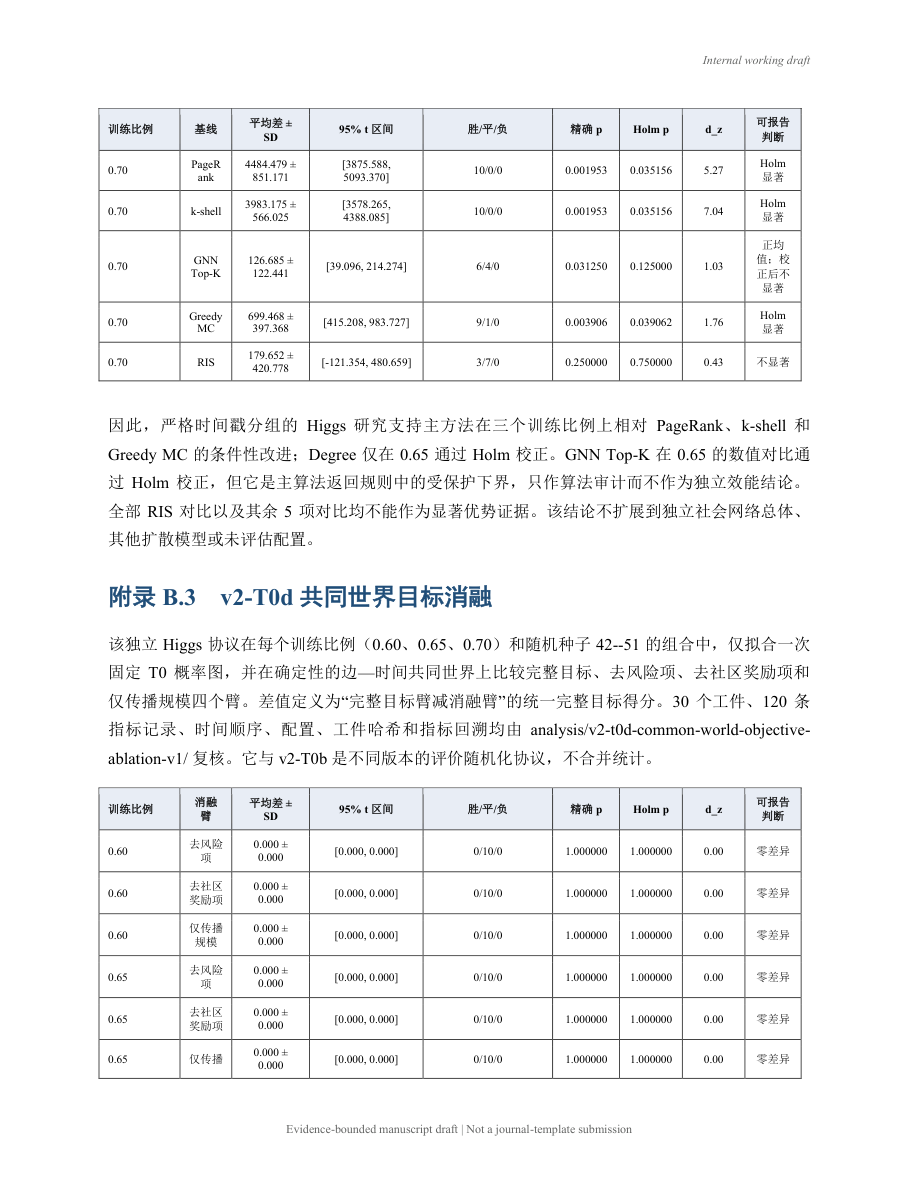 Internal working draft
训练比例 基线 平均差 ± SD 95% t 区间 胜/平/负 精确 p Holm p d_z 可报告判断
0.70 PageRank 4484.479 ± 851.171 [3875.588, 5093.370] 10/0/0 0.001953 0.035156 5.27 Holm 显著
0.70 k-shell 3983.175 ± 566.025 [3578.265, 4388.085] 10/0/0 0.001953 0.035156 7.04 Holm 显著
0.70 GNN Top-K 126.685 ± 122.441 [39.096, 214.274] 6/4/0 0.031250 0.125000 1.03 正均值；校正后不显著
0.70 Greedy MC 699.468 ± 397.368 [415.208, 983.727] 9/1/0 0.003906 0.039062 1.76 Holm 显著
0.70 RIS 179.652 ± 420.778 [-121.354, 480.659] 3/7/0 0.250000 0.750000 0.43 不显著
因此，严格时间戳分组的 Higgs 研究支持主方法在三个训练比例上相对 PageRank、k-shell 和
Greedy MC 的条件性改进；Degree 仅在 0.65 通过 Holm 校正。GNN Top-K 在 0.65 的数值对比通
过 Holm 校正，但它是主算法返回规则中的受保护下界，只作算法审计而不作为独立效能结论。
全部 RIS 对比以及其余 5 项对比均不能作为显著优势证据。该结论不扩展到独立社会网络总体、
其他扩散模型或未评估配置。
附录 B.3 v2-T0d 共同世界目标消融
该独立 Higgs 协议在每个训练比例（0.60、0.65、0.70）和随机种子 42--51 的组合中，仅拟合一次
固定 T0 概率图，并在确定性的边—时间共同世界上比较完整目标、去风险项、去社区奖励项和
仅传播规模四个臂。差值定义为“完整目标臂减消融臂”的统一完整目标得分。30 个工件、120 条
指标记录、时间顺序、配置、工件哈希和指标回溯均由 analysis/v2-t0d-common-world-objective-
ablation-v1/ 复核。它与 v2-T0b 是不同版本的评价随机化协议，不合并统计。
训练比例 消融臂 平均差 ± SD 95% t 区间 胜/平/负 精确 p Holm p d_z 可报告判断
0.60 去风险项 0.000 ± 0.000 [0.000, 0.000] 0/10/0 1.000000 1.000000 0.00 零差异
0.60 去社区奖励项 0.000 ± 0.000 [0.000, 0.000] 0/10/0 1.000000 1.000000 0.00 零差异
0.60 仅传播规模 0.000 ± 0.000 [0.000, 0.000] 0/10/0 1.000000 1.000000 0.00 零差异
0.65 去风险项 0.000 ± 0.000 [0.000, 0.000] 0/10/0 1.000000 1.000000 0.00 零差异
0.65 去社区奖励项 0.000 ± 0.000 [0.000, 0.000] 0/10/0 1.000000 1.000000 0.00 零差异
0.65 仅传播 0.000 ± 0.000 [0.000, 0.000] 0/10/0 1.000000 1.000000 0.00 零差异
Evidence-bounded manuscript draft | Not a journal-template submission